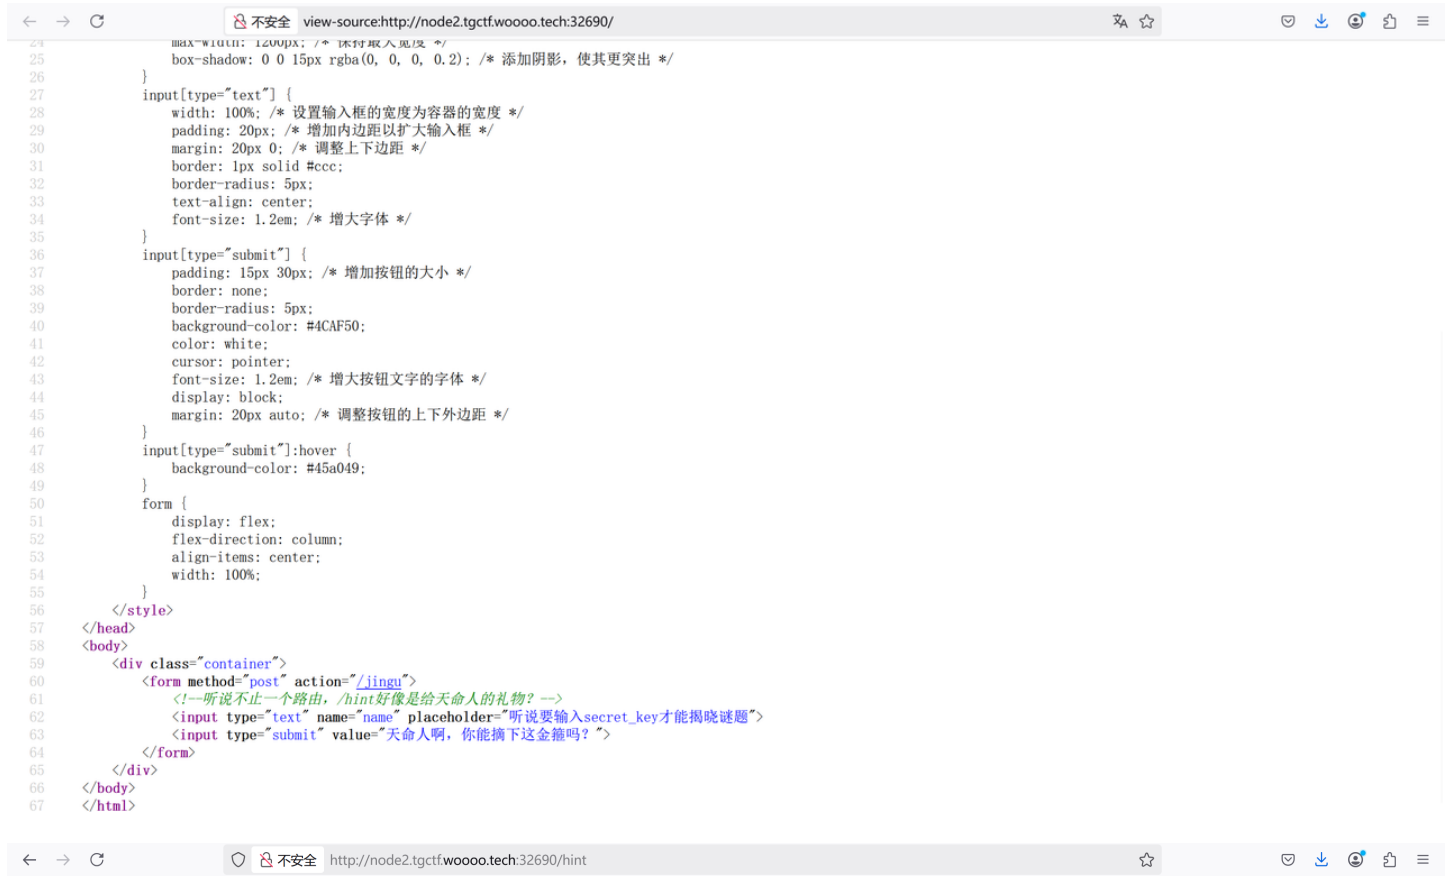 不安全 view-source:http://node2.tgctf.woooo.tech:32690/
24 max-width: 1200px; /* 保持最大宽度 */
25 box-shadow: 0 0 15px rgba(0, 0, 0, 0.2); /* 添加阴影，使其更突出 */
26 }
27 input[type="text"] {
28 width: 100%; /* 设置输入框的宽度为容器的宽度 */
29 padding: 20px; /* 增加内边距以扩大输入框 */
30 margin: 20px 0; /* 调整上下边距 */
31 border: 1px solid #ccc;
32 border-radius: 5px;
33 text-align: center;
34 font-size: 1.2em; /* 增大字体 */
35 }
36 input[type="submit"] {
37 padding: 15px 30px; /* 增加按钮的大小 */
38 border: none;
39 border-radius: 5px;
40 background-color: #4CAF50;
41 color: white;
42 cursor: pointer;
43 font-size: 1.2em; /* 增大按钮文字的字体 */
44 display: block;
45 margin: 20px auto; /* 调整按钮的上下外边距 */
46 }
47 input[type="submit"]:hover {
48 background-color: #45a049;
49 }
50 form {
51 display: flex;
52 flex-direction: column;
53 align-items: center;
54 width: 100%;
55 }
56 </style>
57 </head>
58 <body>
59 <div class="container">
60 <form method="post" action="/jingu">
61 <!--听说不止一个路由，/hint好像是给天命人的礼物？-->
62 <input type="text" name="name" placeholder="听说要输入secret_key才能揭晓谜题">
63 <input type="submit" value="天命人啊，你能摘下这金箍吗？">
64 </form>
65 </div>
66 </body>
67 </html>
不安全 http://node2.tgctf.woooo.tech:32690/hint